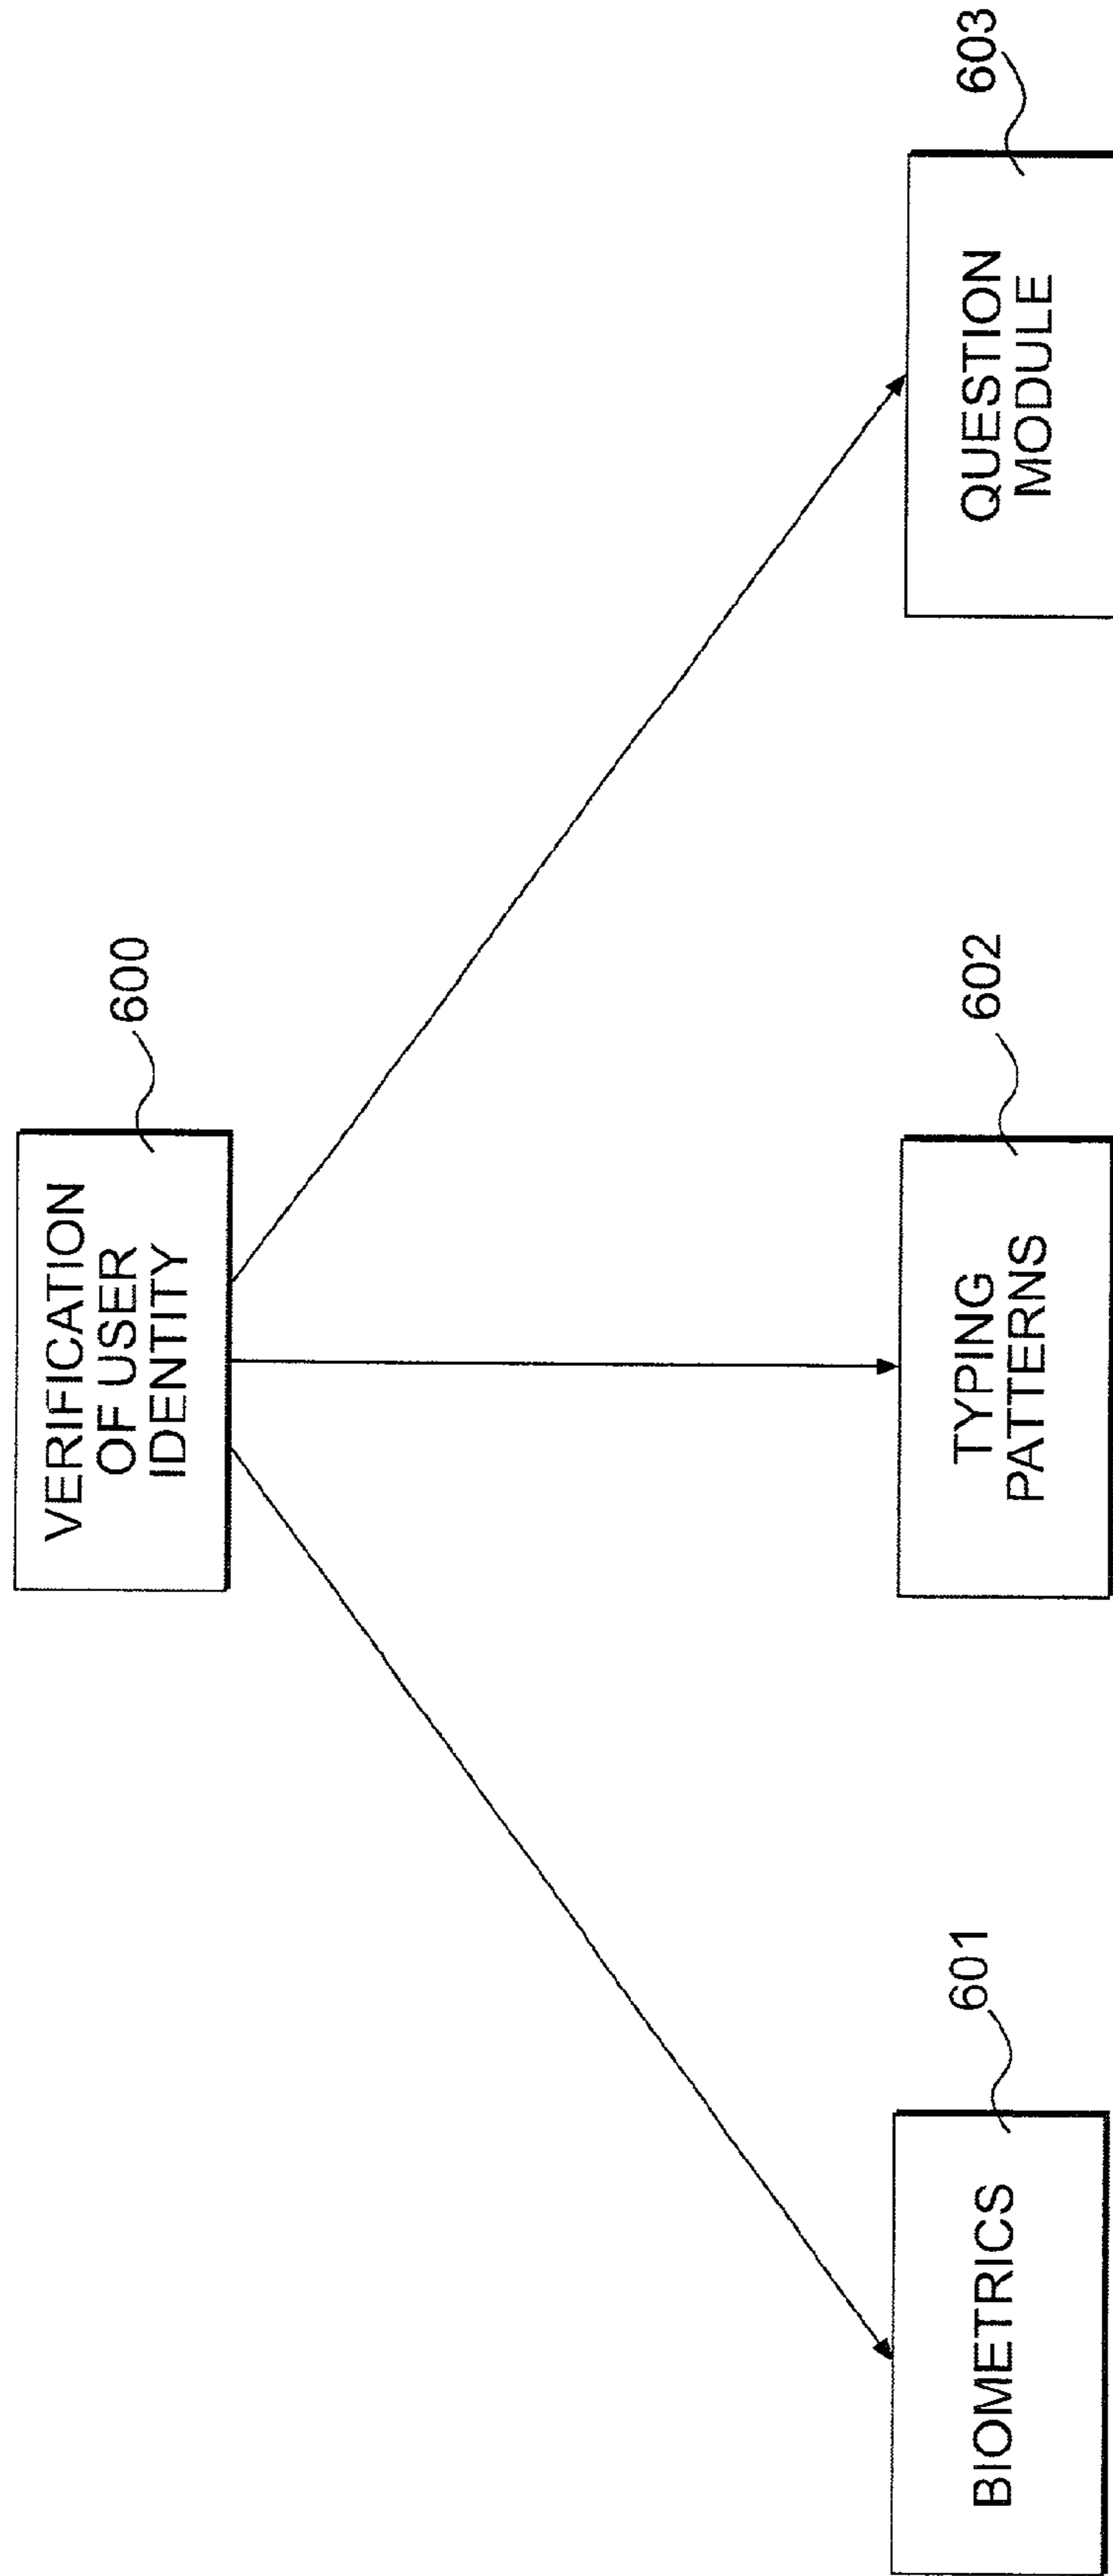 VERIFICATION
OF USER
IDENTITY
600
BIOMETRICS
601
TYPING
PATTERNS
602
QUESTION
MODULE
603